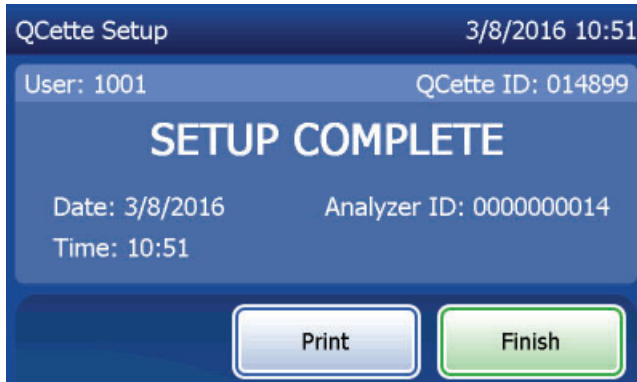 QCette Setup 3/8/2016 10:51
User: 1001 QCette ID: 014899
SETUP COMPLETE
Date: 3/8/2016 Analyzer ID: 0000000014
Time: 10:51
Print Finish